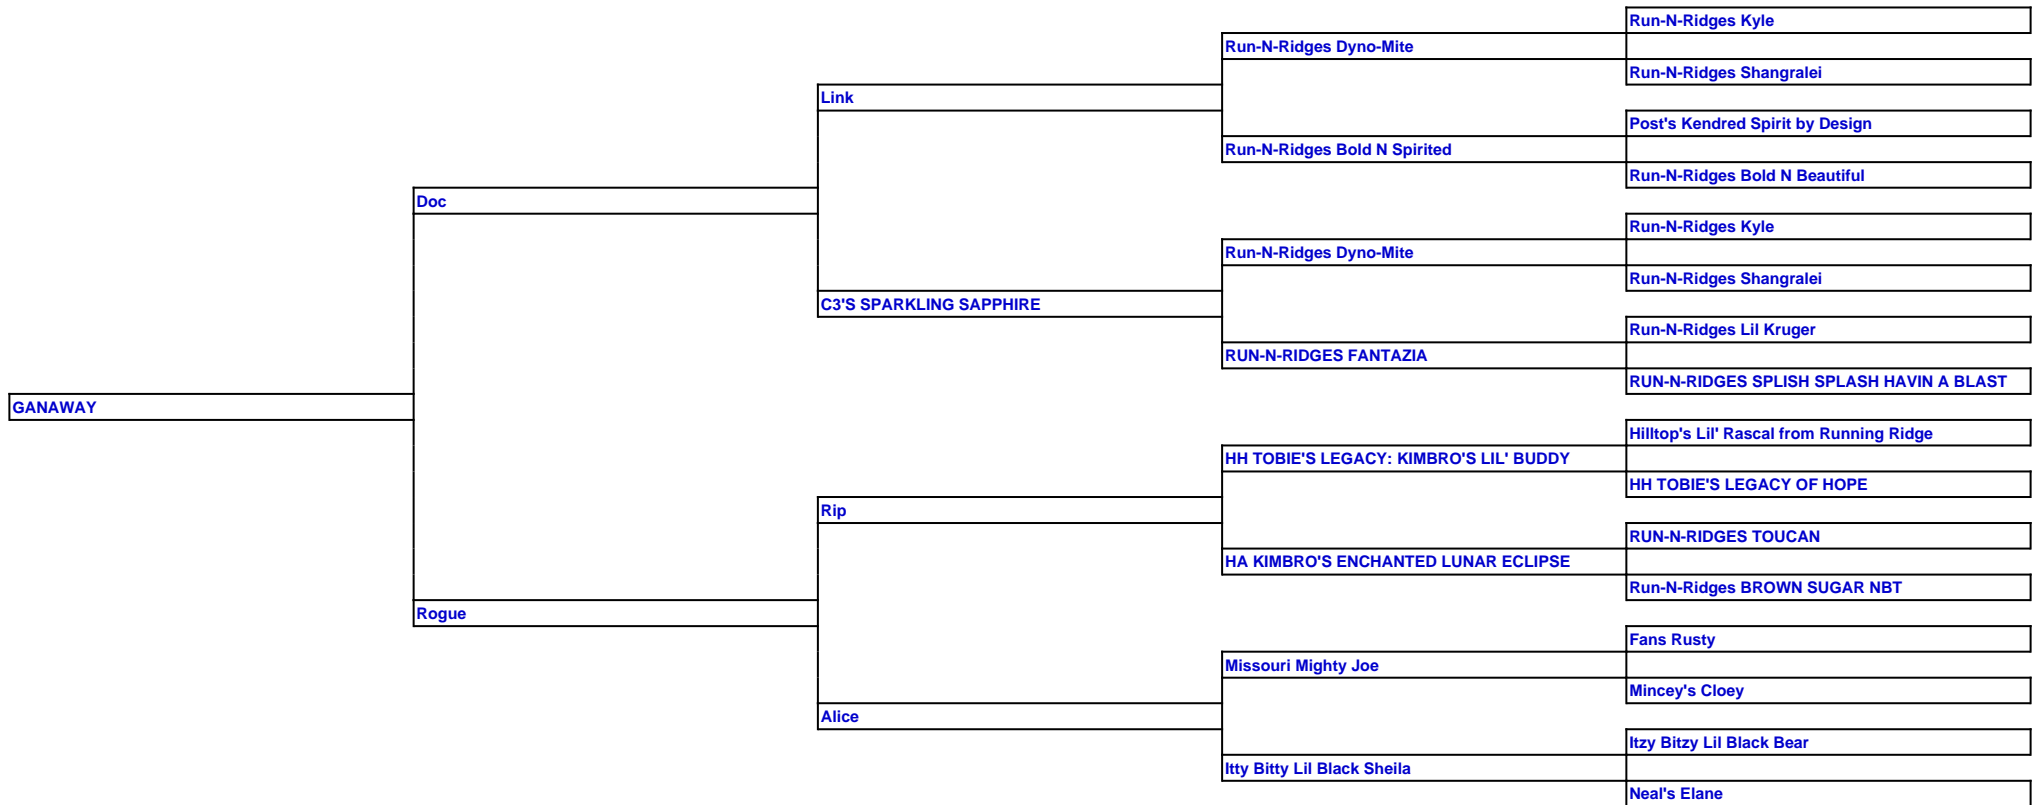 Run-N-Ridges Kyle
Run-N-Ridges Dyno-Mite
Run-N-Ridges Shangralei
Link
Post's Kendred Spirit by Design
Run-N-Ridges Bold N Spirited
Run-N-Ridges Bold N Beautiful
Doc
Run-N-Ridges Kyle
Run-N-Ridges Dyno-Mite
Run-N-Ridges Shangralei
C3'S SPARKLING SAPPHIRE
Run-N-Ridges Lil Kruger
RUN-N-RIDGES FANTAZIA
RUN-N-RIDGES SPLISH SPLASH HAVIN A BLAST
GANAWAY
Hilltop's Lil' Rascal from Running Ridge
HH TOBIE'S LEGACY: KIMBRO'S LIL' BUDDY
HH TOBIE'S LEGACY OF HOPE
Rip
RUN-N-RIDGES TOUCAN
HA KIMBRO'S ENCHANTED LUNAR ECLIPSE
Run-N-Ridges BROWN SUGAR NBT
Rogue
Fans Rusty
Missouri Mighty Joe
Mincey's Cloey
Alice
Itzy Bitzy Lil Black Bear
Itty Bitty Lil Black Sheila
Neal's Elane